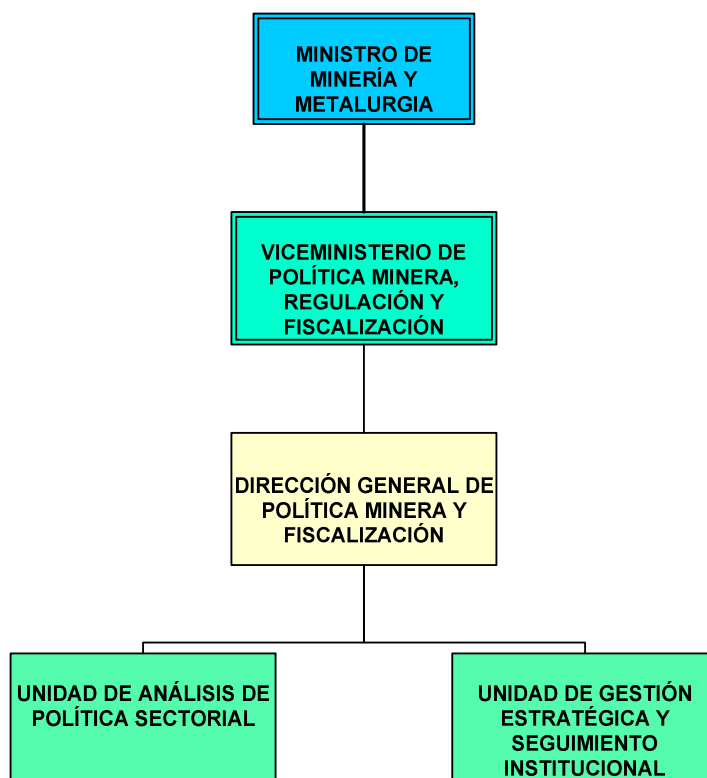 MINISTRO DE
MINERÍA Y
METALURGIA
VICEMINISTERIO DE
POLÍTICA MINERA,
REGULACIÓN Y
FISCALIZACIÓN
DIRECCIÓN GENERAL DE
POLÍTICA MINERA Y
FISCALIZACIÓN
UNIDAD DE ANÁLISIS DE
POLÍTICA SECTORIAL
UNIDAD DE GESTIÓN
ESTRATÉGICA Y
SEGUIMIENTO
INSTITUCIONAL